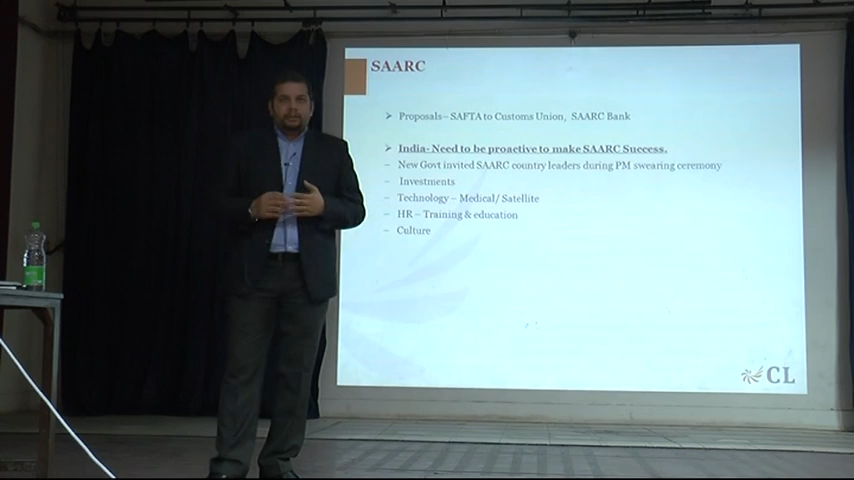 SAARC
➤ Proposals– SAFTA to Customs Union, SAARC Bank
➤ India- Need to be proactive to make SAARC Success.
– New Govt invited SAARC country leaders during PM swearing ceremony
– Investments
– Technology – Medical/ Satellite
– HR – Training & education
– Culture
CL